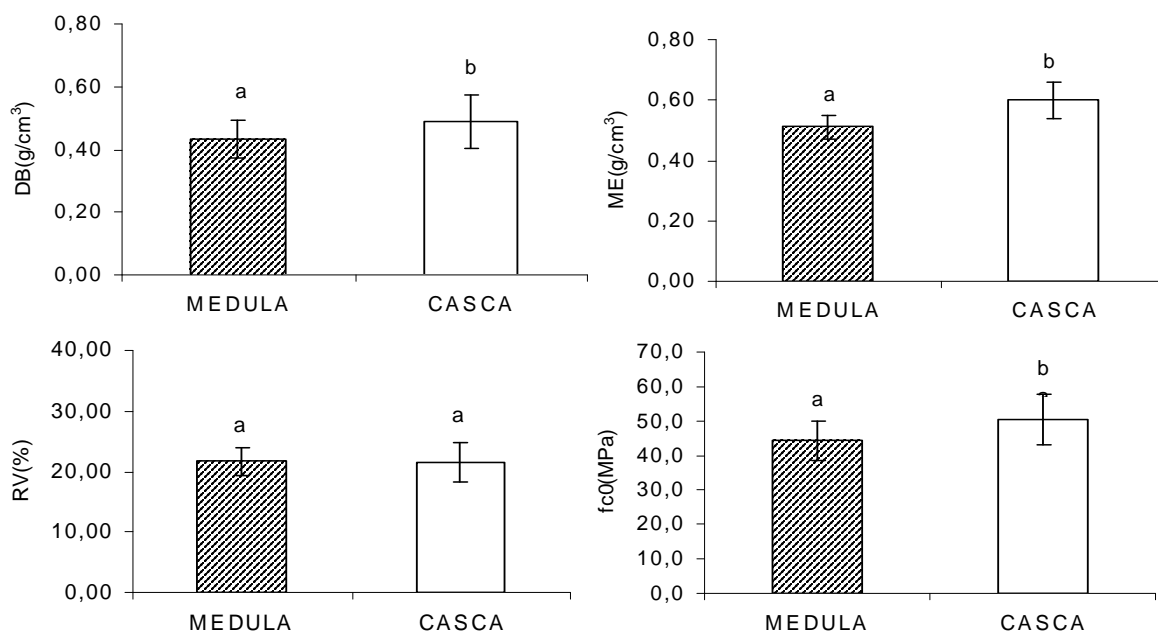 0,80
0,60
0,40
0,20
0,00
DB(g/cm³)
a
b
MEDULA
CASCA
0,80
0,60
0,40
0,20
0,00
ME(g/cm³)
a
b
MEDULA
CASCA
40,00
30,00
20,00
10,00
0,00
RV(%)
a
a
MEDULA
CASCA
70,0
60,0
50,0
40,0
30,0
20,0
10,0
0,0
fc0(MPa)
a
b
MEDULA
CASCA